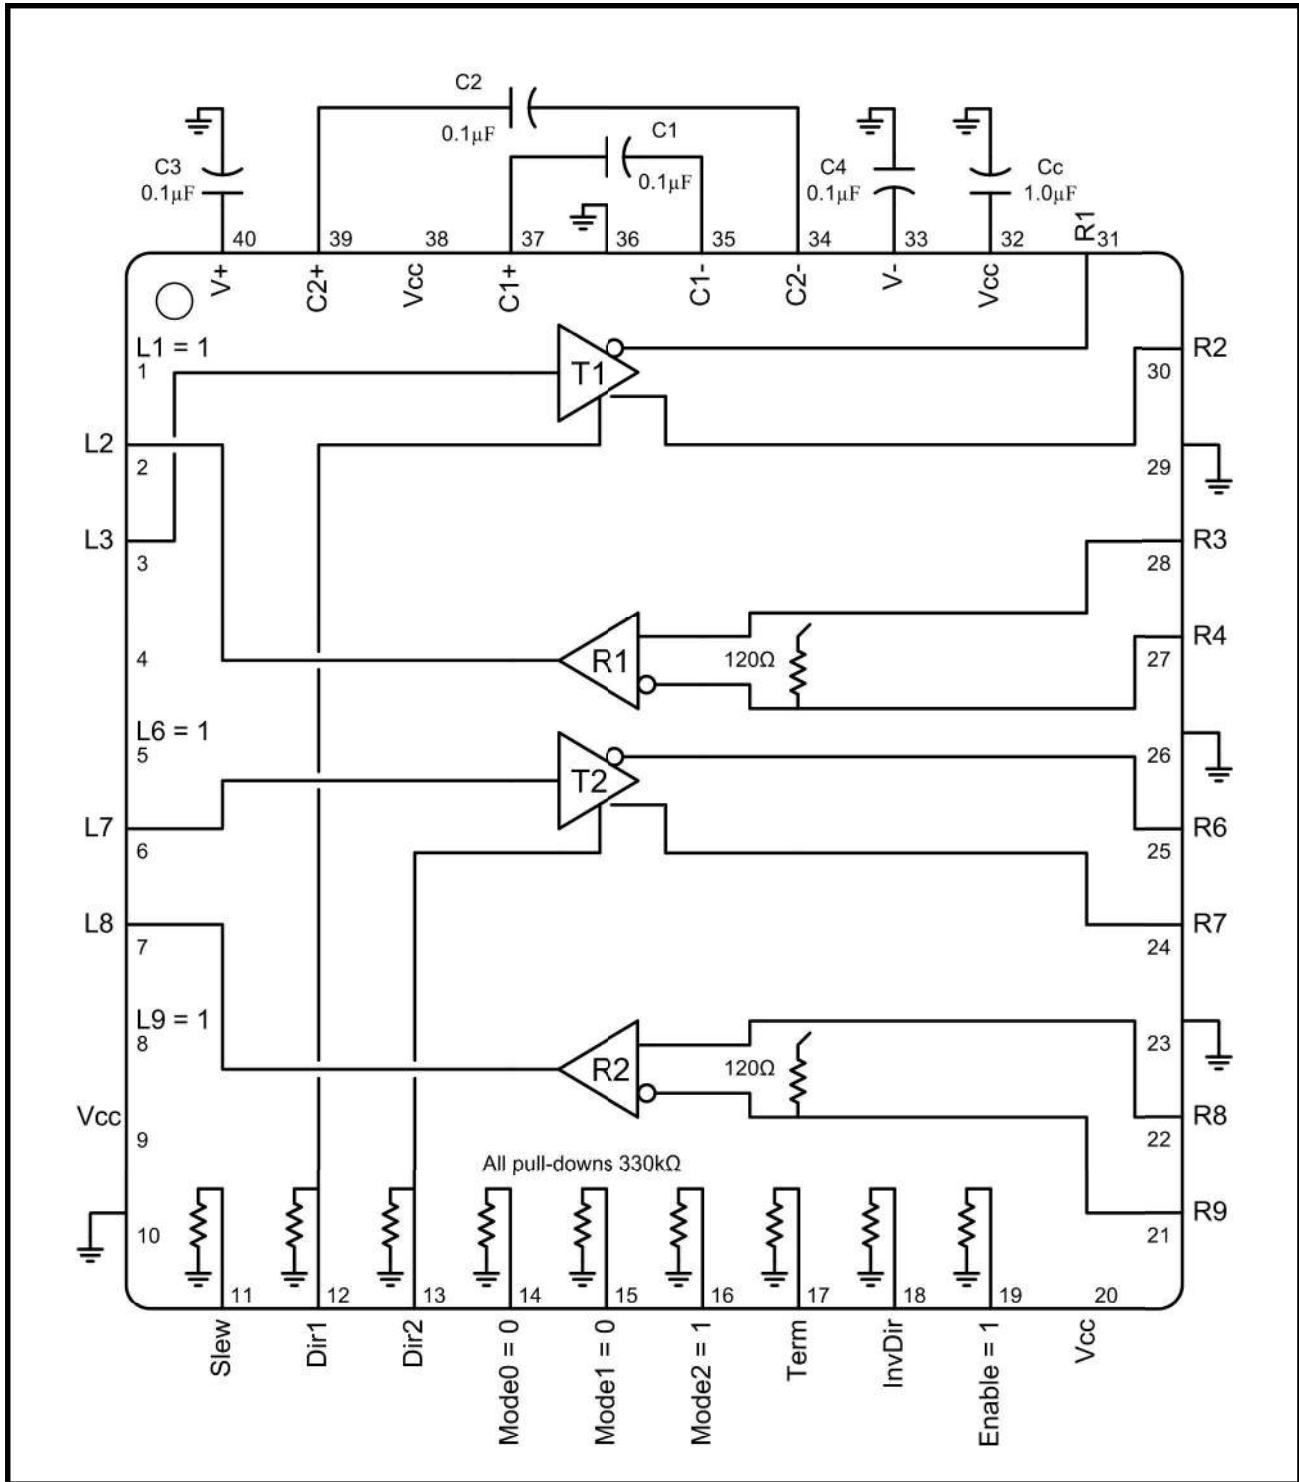 C2
0.1µF
C1
0.1µF
C3
0.1µF
C4
0.1µF
Cc
1.0µF
R1
40
39
38
37
36
35
34
33
32
31
V+
C2+
Vcc
C1+
C1-
C2-
V-
Vcc
L1 = 1
1
T1
R2
30
L2
2
29
L3
3
R3
28
4
R1
120Ω
R4
27
L6 = 1
5
T2
26
L7
6
R6
25
L8
7
R7
24
L9 = 1
8
R2
120Ω
23
Vcc
9
R8
22
All pull-downs 330kΩ
10
R9
21
11
12
13
14
15
16
17
18
19
20
Slew
Dir1
Dir2
Mode0 = 0
Mode1 = 0
Mode2 = 1
Term
InvDir
Enable = 1
Vcc